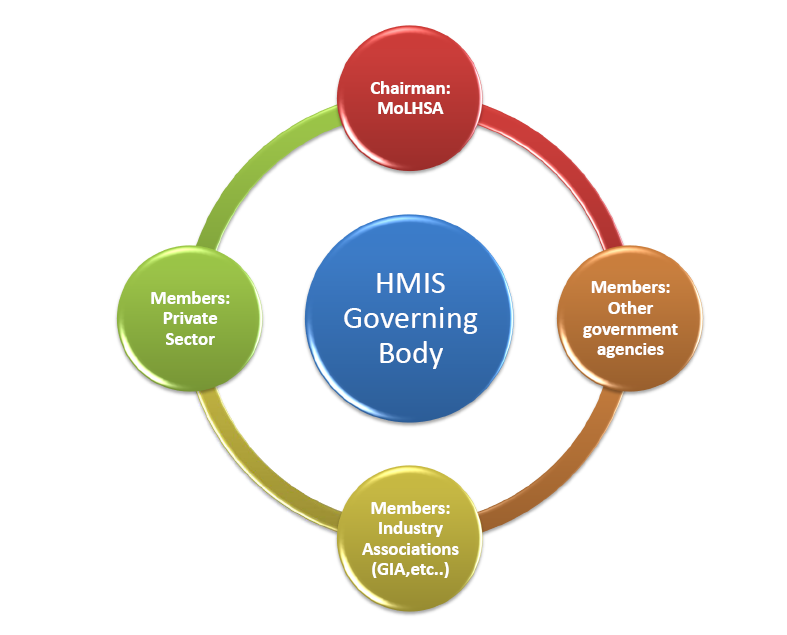 Chairman:
MoLHSA
HMIS
Governing
Body
Members:
Other
government
agencies
Members:
Industry
Associations
(GIA,etc..)
Members:
Private
Sector